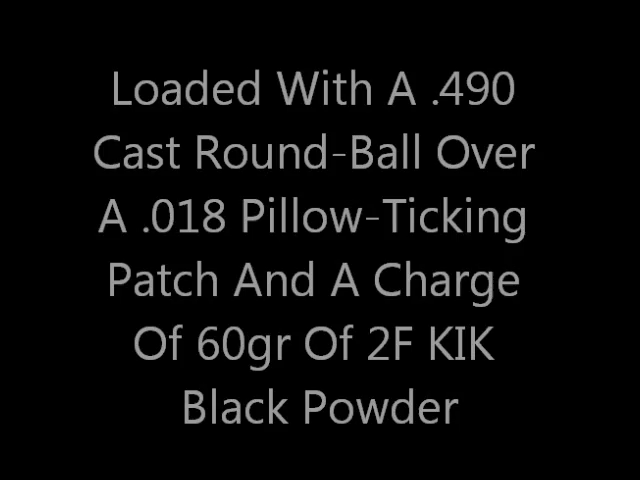 Loaded With A .490
Cast Round-Ball Over
A .018 Pillow-Ticking
Patch And A Charge
Of 60gr Of 2F KIK
Black Powder